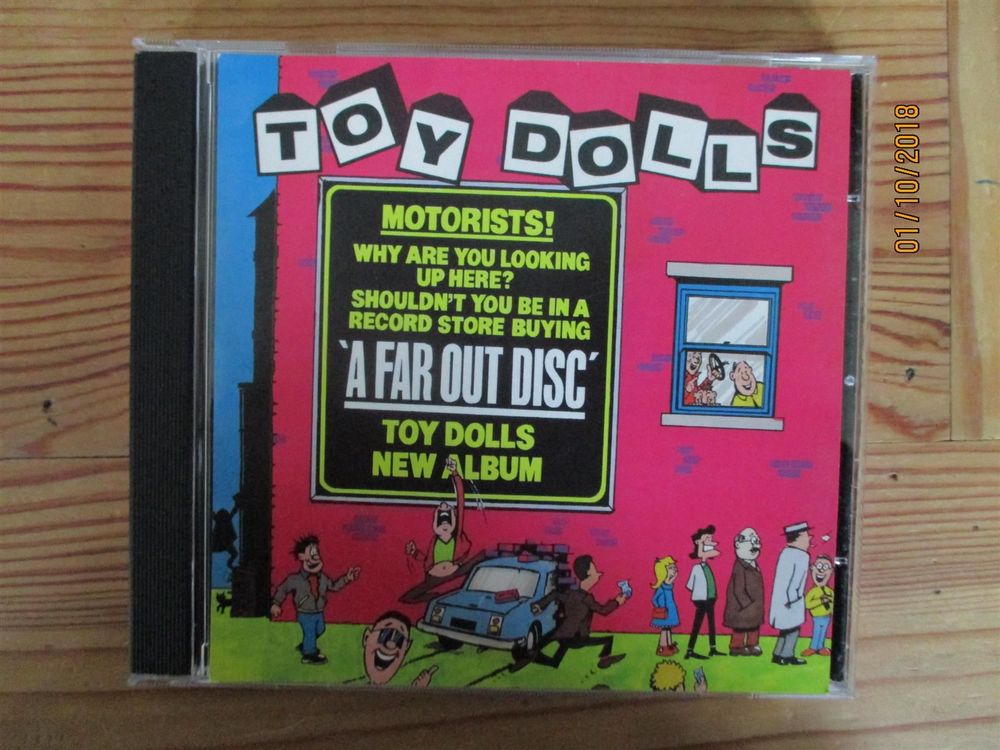 TOY DOLLS
MOTORISTS!
WHY ARE YOU LOOKING
UP HERE?
SHOULDN'T YOU BE IN A
RECORD STORE BUYING
'A FAR OUT DISC'
TOY DOLLS
NEW ALBUM
01/10/2018